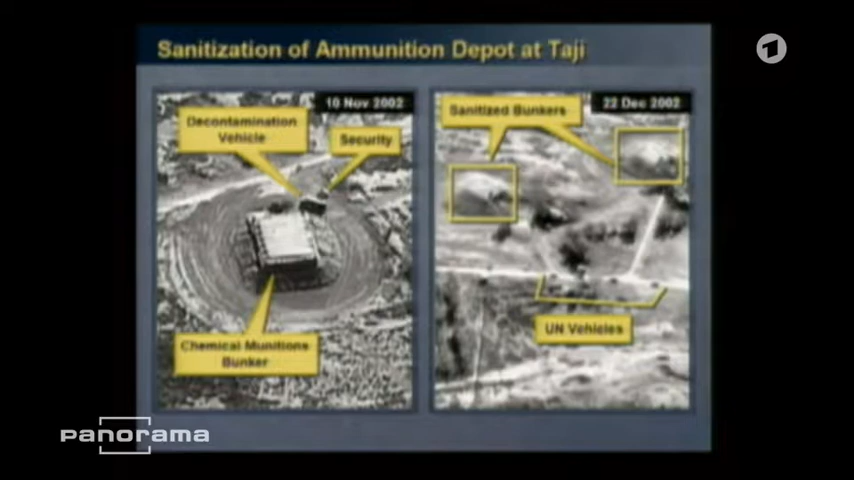 Sanitization of Ammunition Depot at Taji
10 Nov 2002
Decontamination
Vehicle
Security
Chemical Munitions
Bunker
22 Dec 2002
Sanitized Bunkers
UN Vehicles
1
panorama